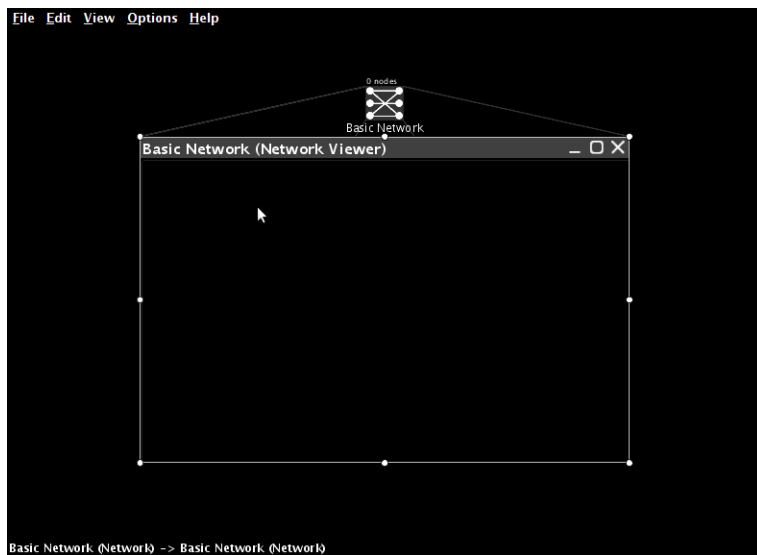 File Edit View Options Help
0 nodes
Basic Network
Basic Network (Network Viewer)
Basic Network (Network) -> Basic Network (Network)